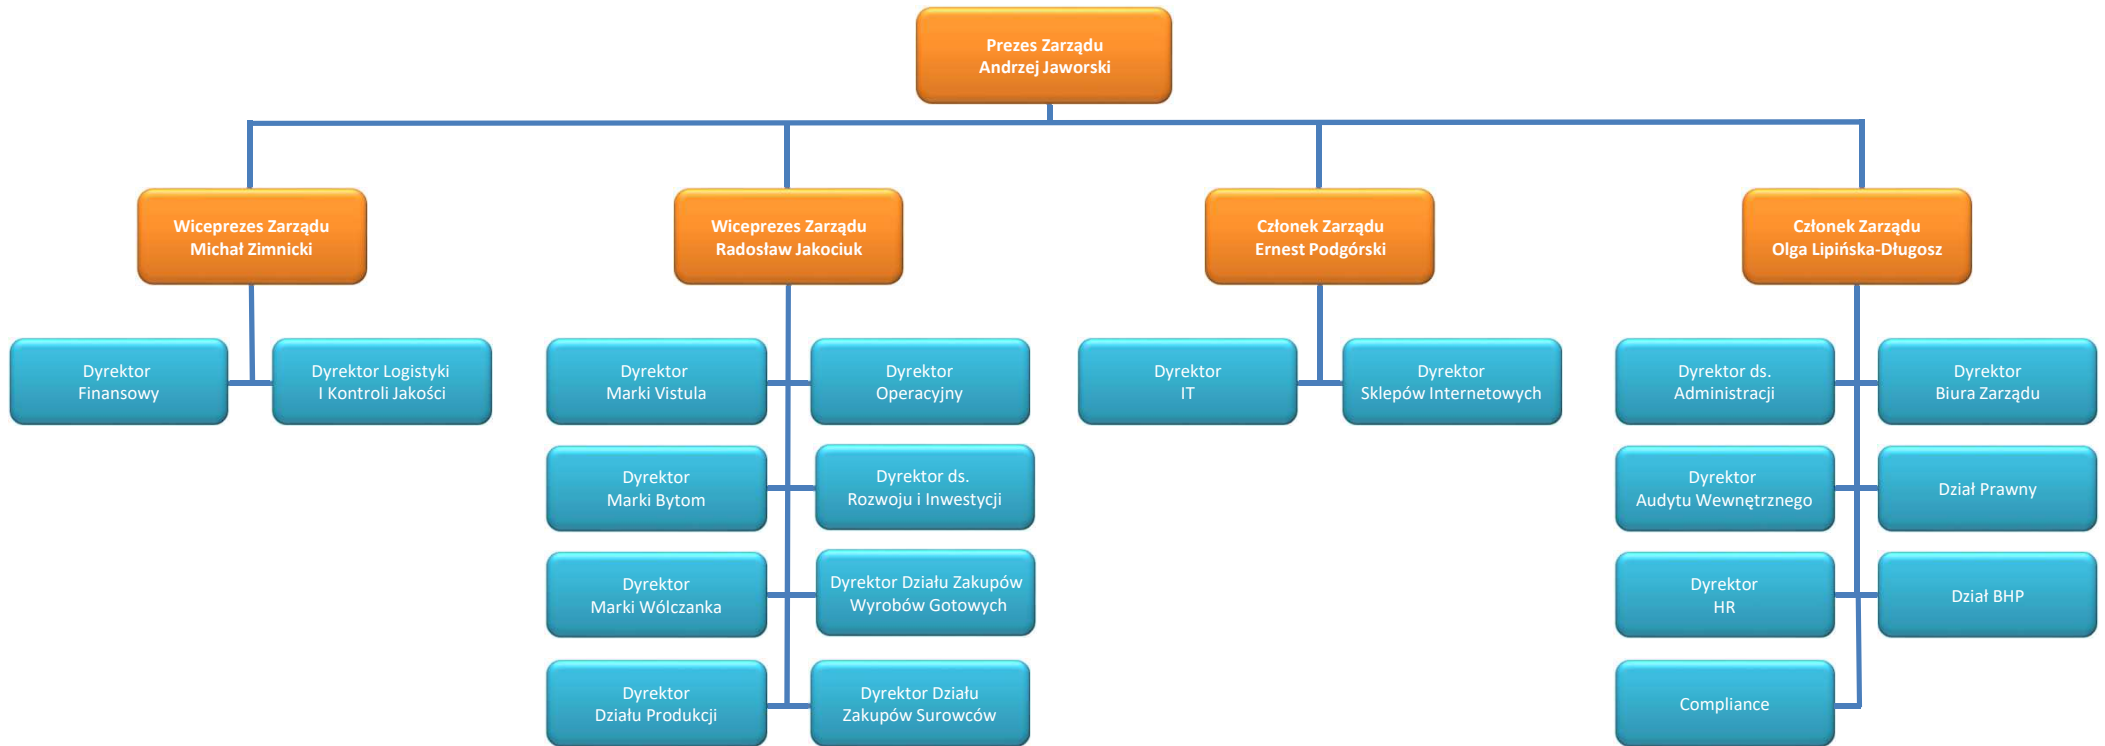 Prezes Zarządu
Andrzej Jaworski
Wiceprezes Zarządu
Michał Zimnicki
Wiceprezes Zarządu
Radosław Jakociuk
Członek Zarządu
Ernest Podgórski
Członek Zarządu
Olga Lipińska-Długosz
Dyrektor
Finansowy
Dyrektor Logistyki
I Kontroli Jakości
Dyrektor
Marki Vistula
Dyrektor
Operacyjny
Dyrektor
IT
Dyrektor
Sklepów Internetowych
Dyrektor ds.
Administracji
Dyrektor
Biura Zarządu
Dyrektor
Marki Bytom
Dyrektor ds.
Rozwoju i Inwestycji
Dyrektor
Audytu Wewnętrznego
Dział Prawny
Dyrektor
Marki Wólczanka
Dyrektor Działu Zakupów
Wyrobów Gotowych
Dyrektor
HR
Dział BHP
Dyrektor
Działu Produkcji
Dyrektor Działu
Zakupów Surowców
Compliance